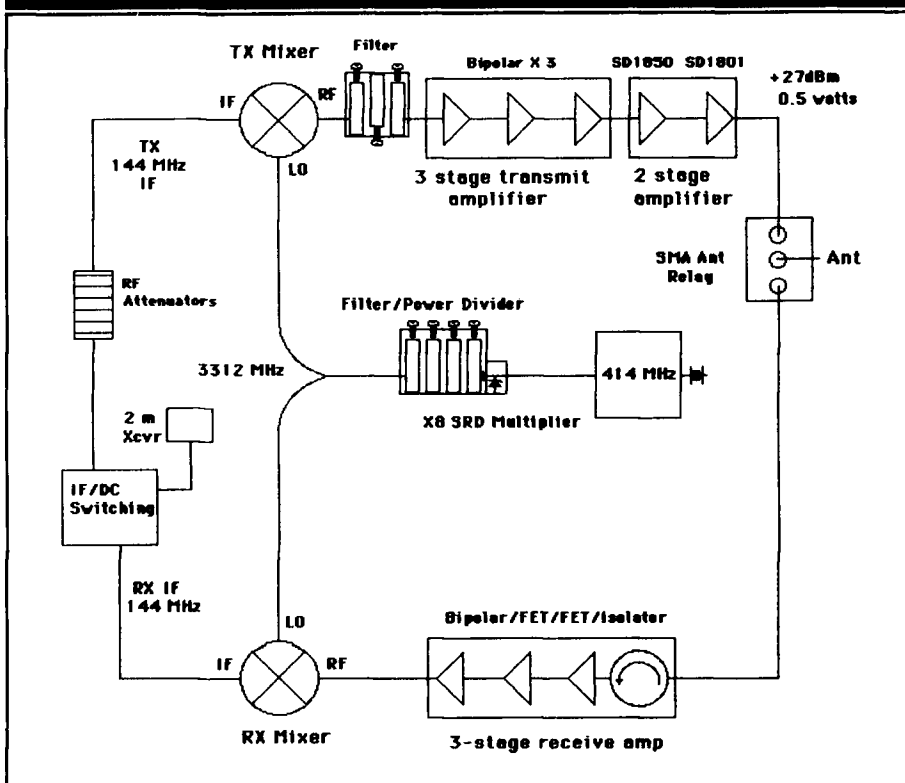 TX Mixer
Filter
Bipolar X 3
SD1850 SD1801
+27dBm
0.5 watts
IF
RF
LO
TX
144 MHz
IF
3 stage transmit
amplifier
2 stage
amplifier
SMA Ant
Relay
Ant
RF
Attenuators
Filter/Power Divider
3312 MHz
414 MHz
X8 SRD Multiplier
2 m
Xcvr
IF/DC
Switching
RX IF
144 MHz
LO
Bipolar/FET/FET/Isolator
IF
RF
RX Mixer
3-stage receive amp